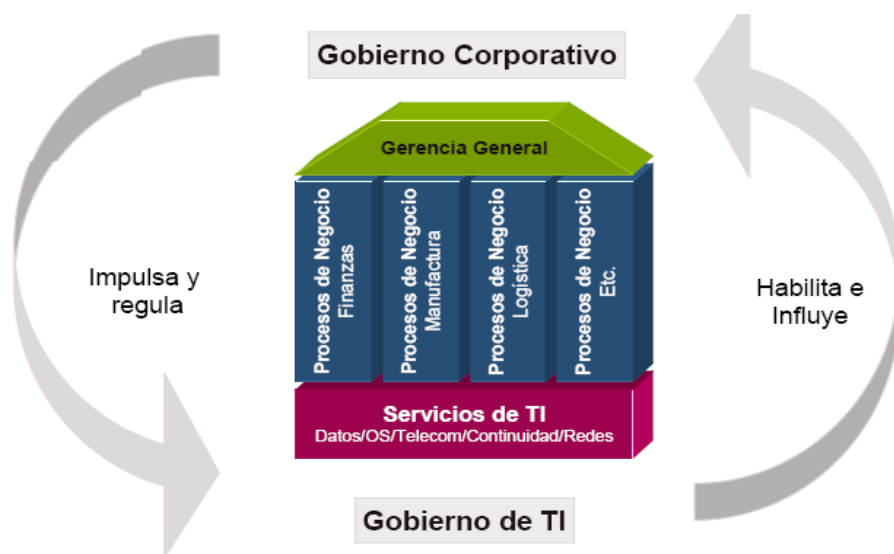 Gobierno Corporativo
Gerencia General
Procesos de Negocio
Finanzas
Procesos de Negocio
Manufactura
Procesos de Negocio
Logística
Procesos de Negocio
Etc.
Impulsa y
regula
Habilita e
Influye
Servicios de TI
Datos/OS/Telecom/Continuidad/Redes
Gobierno de TI